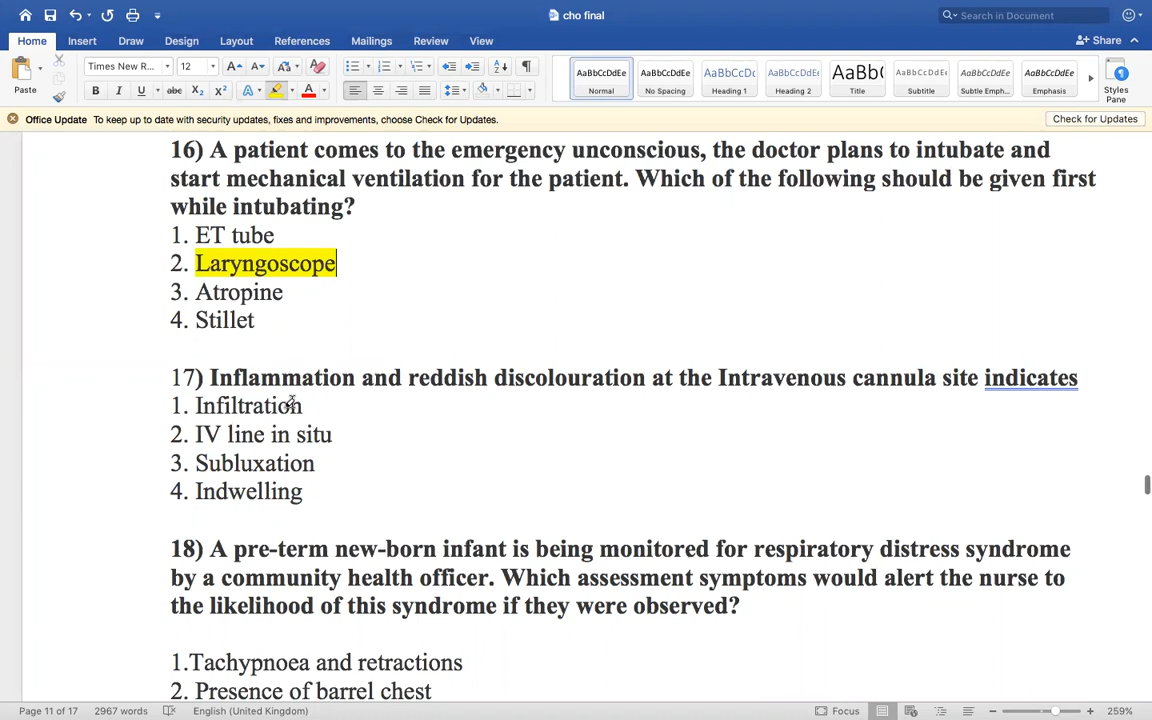 cho final
Search in Document
Home Insert Draw Design Layout References Mailings Review View
Share
Paste
Times New R... 12
AaBbCcDdEe AaBbCcDdEe AaBbCcDc AaBbCcDdEe AaBb( AaBbCcDdEe AaBbCcDdEe AaBbCcDdEe
Normal No Spacing Heading 1 Heading 2 Title Subtitle Subtle Emph... Emphasis
Styles
Pane
Office Update To keep up to date with security updates, fixes and improvements, choose Check for Updates.
Check for Updates
16) A patient comes to the emergency unconscious, the doctor plans to intubate and
start mechanical ventilation for the patient. Which of the following should be given first
while intubating?
1. ET tube
2. Laryngoscope
3. Atropine
4. Stillet
17) Inflammation and reddish discolouration at the Intravenous cannula site indicates
1. Infiltration
2. IV line in situ
3. Subluxation
4. Indwelling
18) A pre-term new-born infant is being monitored for respiratory distress syndrome
by a community health officer. Which assessment symptoms would alert the nurse to
the likelihood of this syndrome if they were observed?
1.Tachypnoea and retractions
2. Presence of barrel chest
Page 11 of 17 2967 words English (United Kingdom) Focus 259%